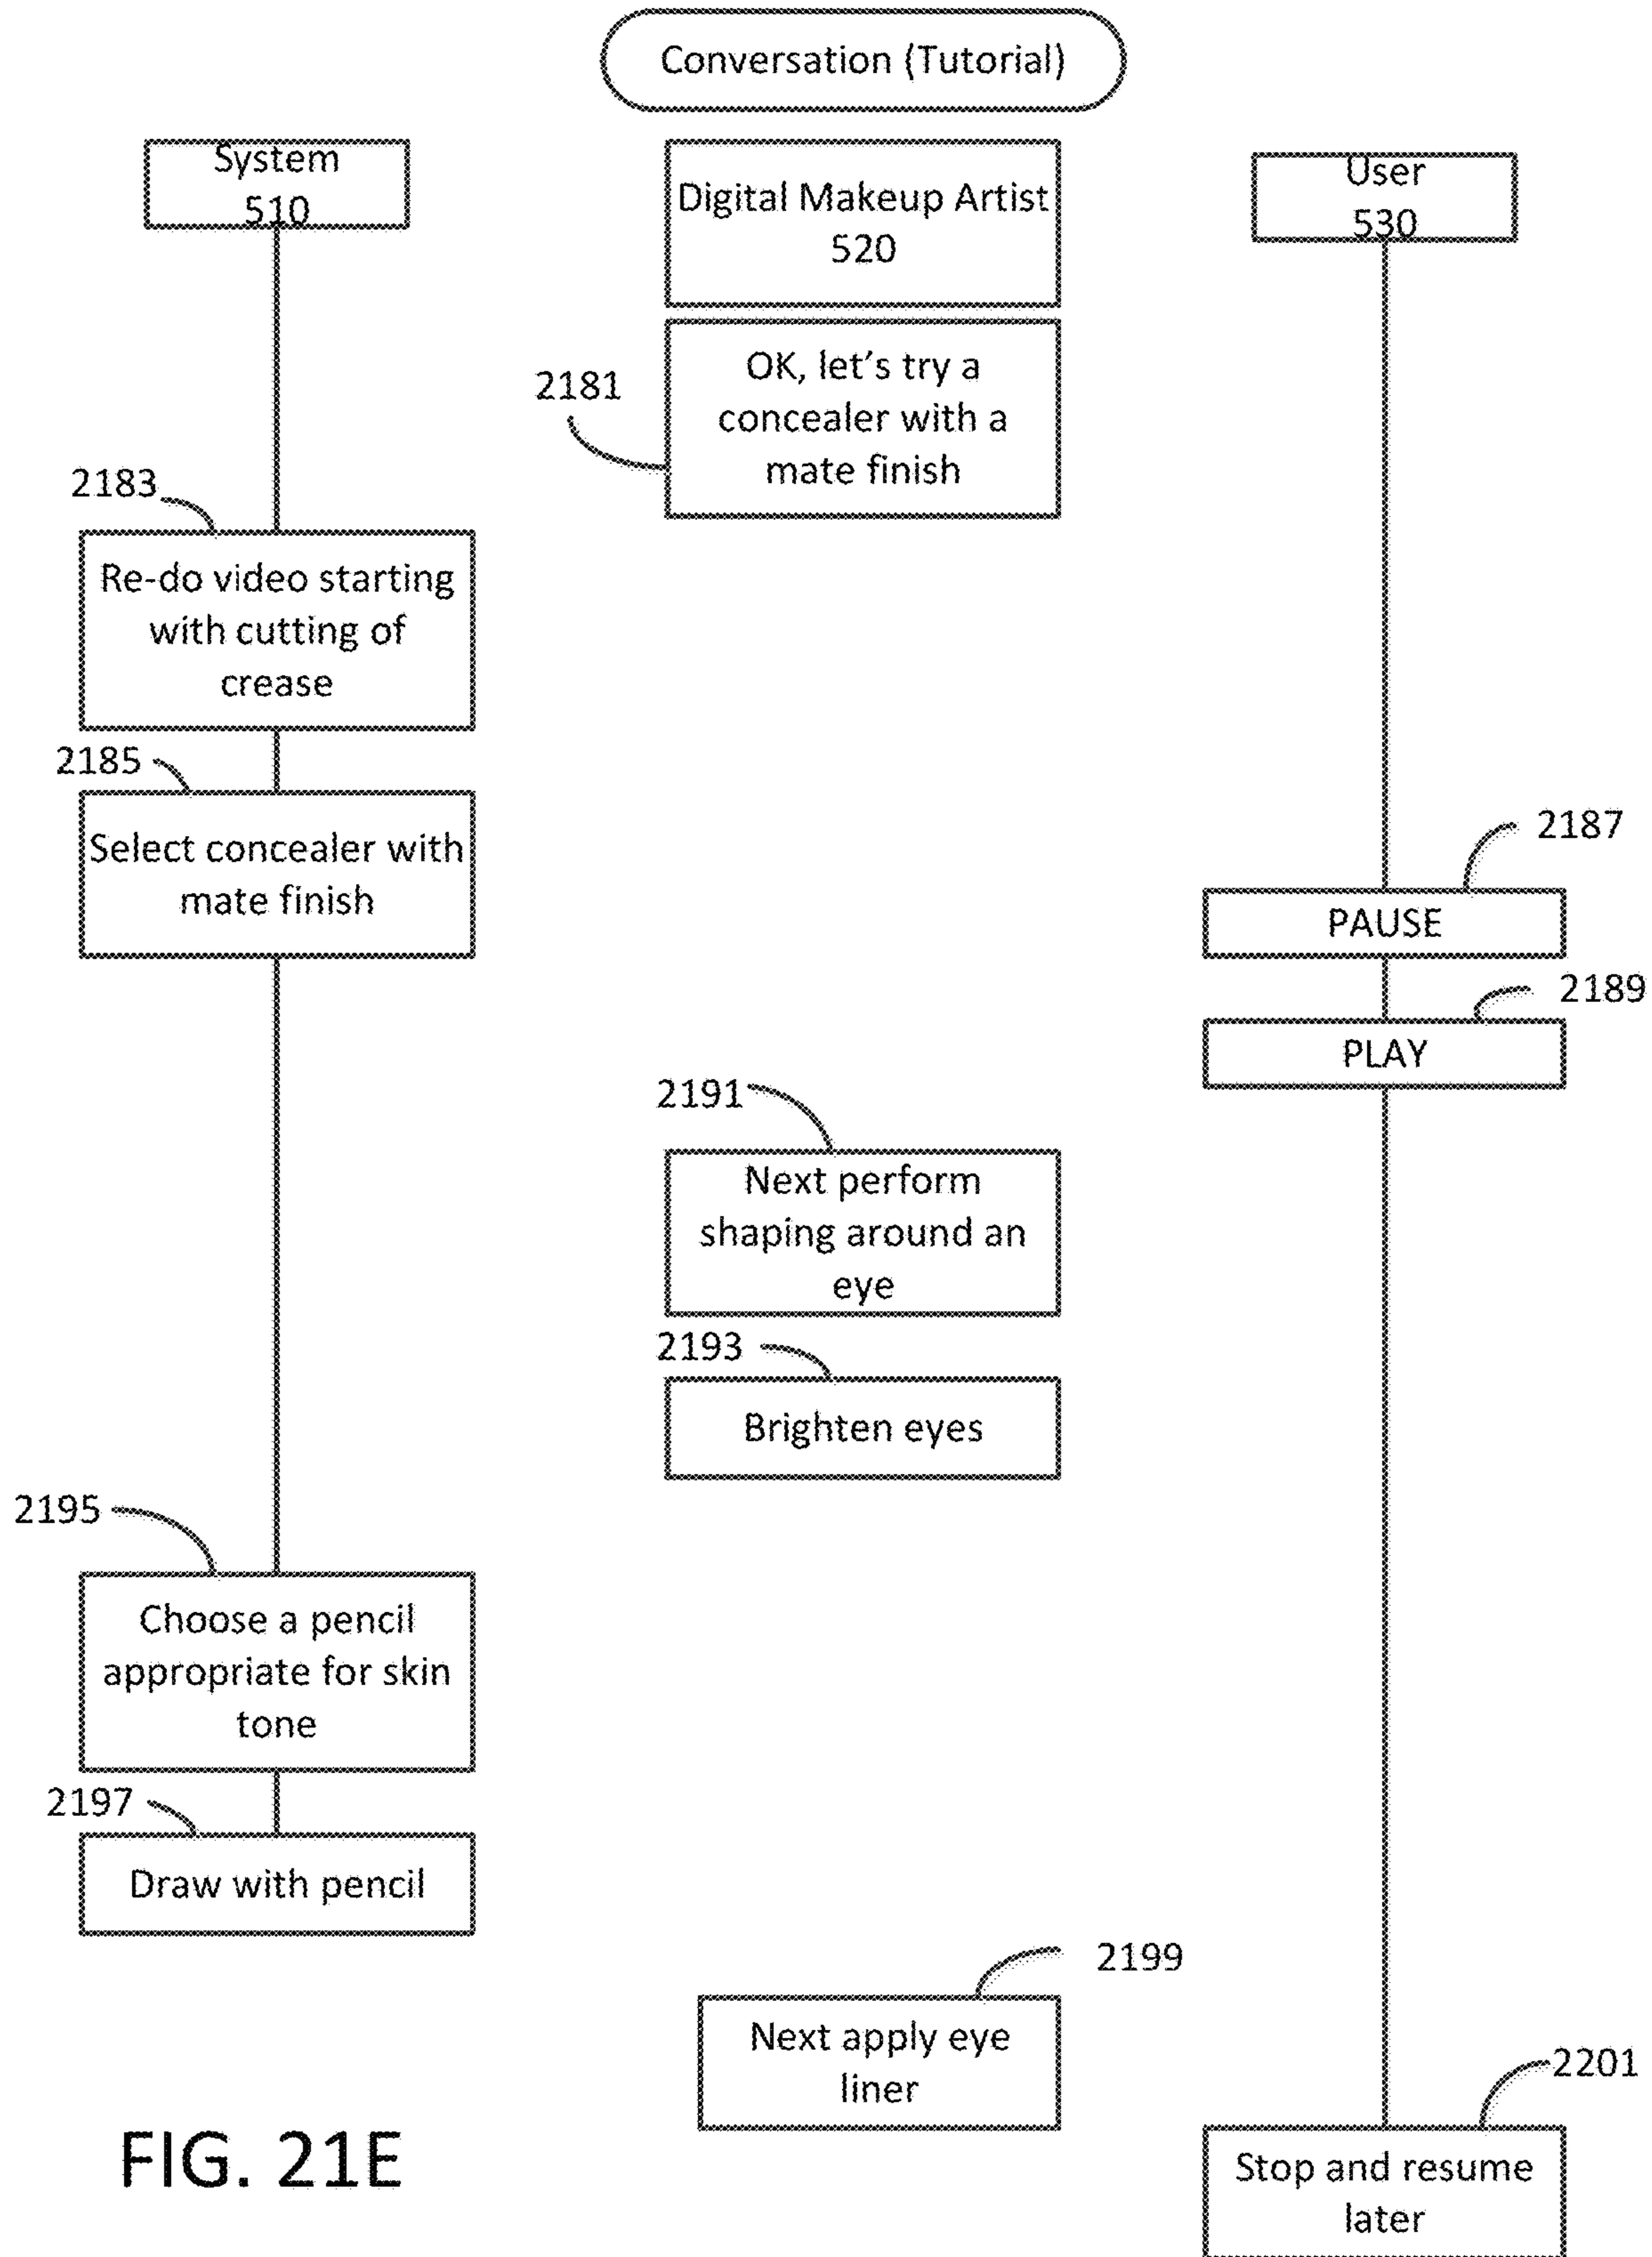 Conversation (Tutorial)
System
510
Digital Makeup Artist
520
User
530
2181
OK, let's try a
concealer with a
mate finish
2183
Re-do video starting
with cutting of
crease
2185
Select concealer with
mate finish
2187
PAUSE
2189
PLAY
2191
Next perform
shaping around an
eye
2193
Brighten eyes
2195
Choose a pencil
appropriate for skin
tone
2197
Draw with pencil
2199
Next apply eye
liner
2201
Stop and resume
later
FIG. 21E